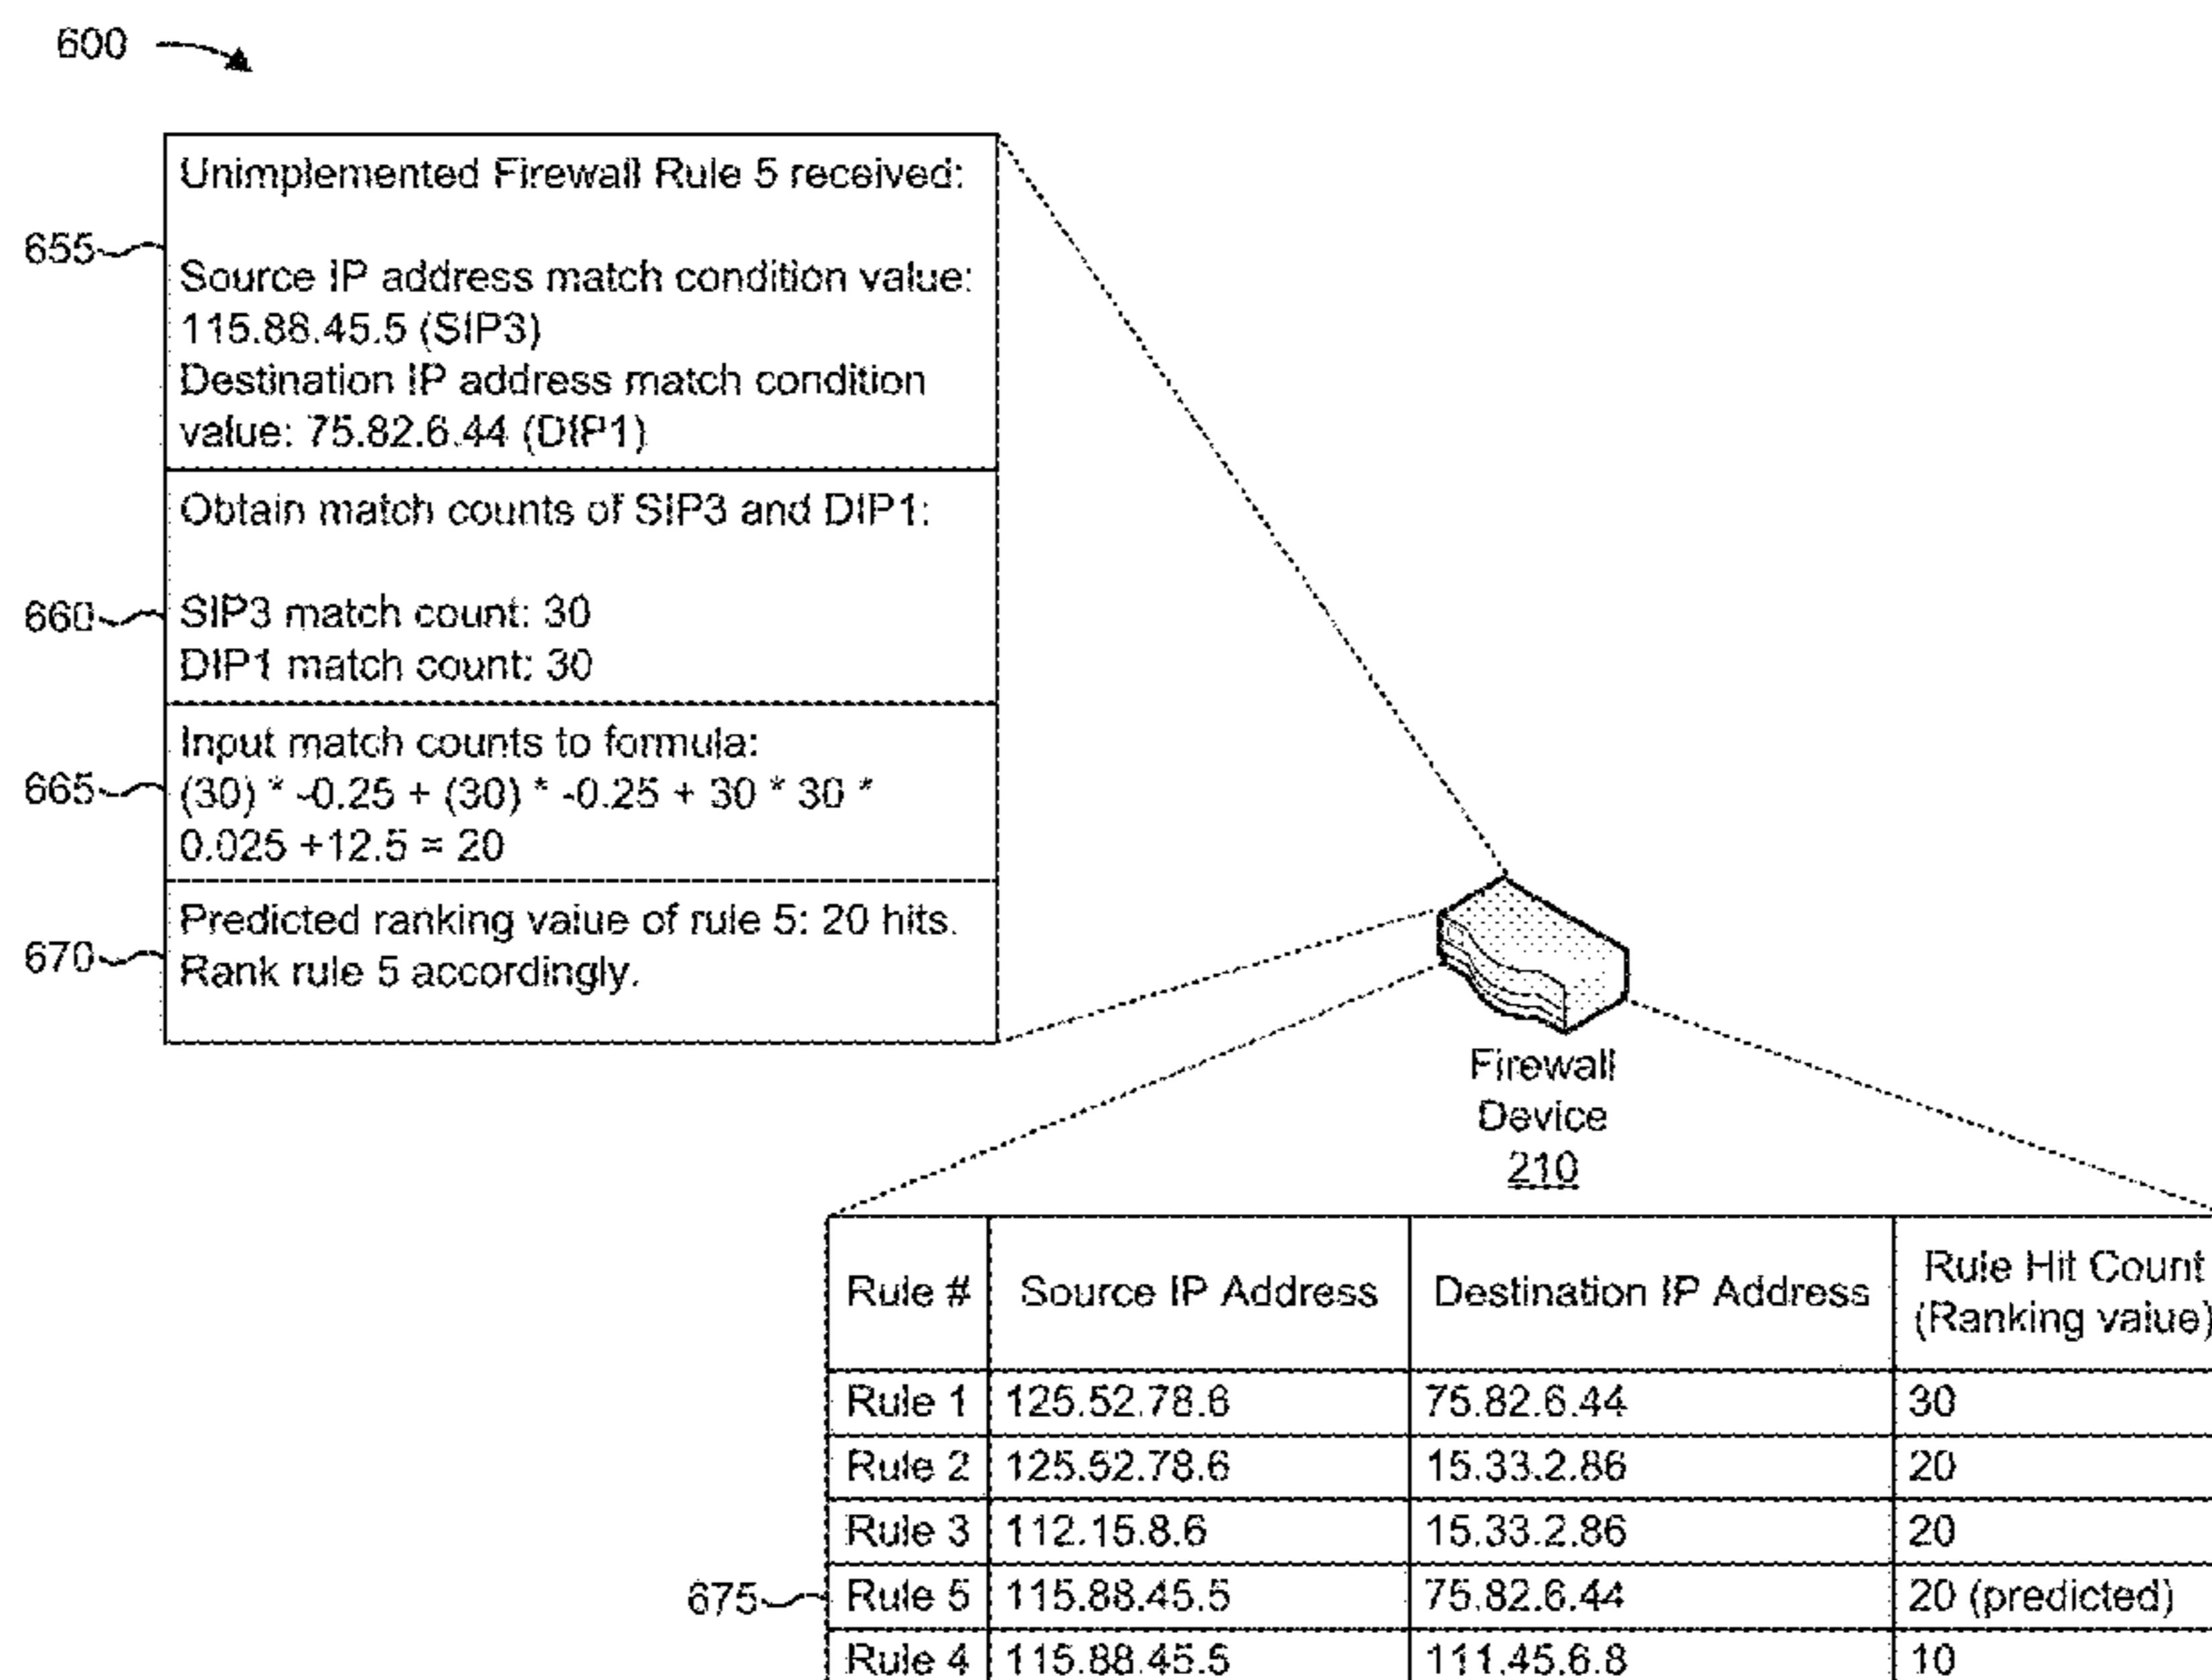 600
Unimplemented Firewall Rule 5 received:
655
Source IP address match condition value:
115.88.45.5 (SIP3)
Destination IP address match condition
value: 75.82.6.44 (DIP1)
Obtain match counts of SIP3 and DIP1:
660
SIP3 match count: 30
DIP1 match count: 30
Input match counts to formula:
665
(30) * -0.25 + (30) * -0.25 + 30 * 30 *
0.025 +12.5 = 20
Predicted ranking value of rule 5: 20 hits.
670
Rank rule 5 accordingly.
Firewall
Device
210
Rule # Source IP Address Destination IP Address Rule Hit Count (Ranking value)
Rule 1 125.52.78.6 75.82.6.44 30
Rule 2 125.52.78.6 15.33.2.86 20
Rule 3 112.15.8.6 15.33.2.86 20
675 Rule 5 115.88.45.5 75.82.6.44 20 (predicted)
Rule 4 115.88.45.5 111.45.6.8 10